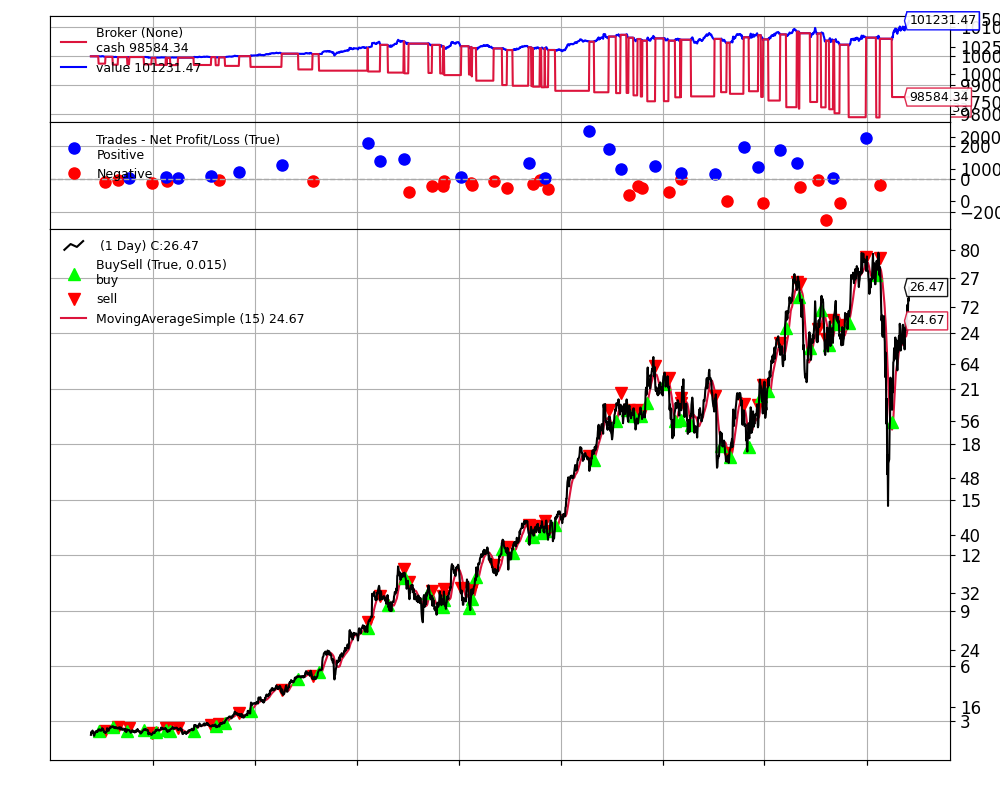 Broker (None)
cash 98584.34
value 101231.47
101231.47
98584.34
Trades - Net Profit/Loss (True)
Positive
Negative
2000
200
1000
0
0
−200
(1 Day) C:26.47
BuySell (True, 0.015)
buy
sell
MovingAverageSimple (15) 24.67
80
27
26.47
72
24.67
24
64
21
56
18
48
15
40
12
32
9
24
6
16
3